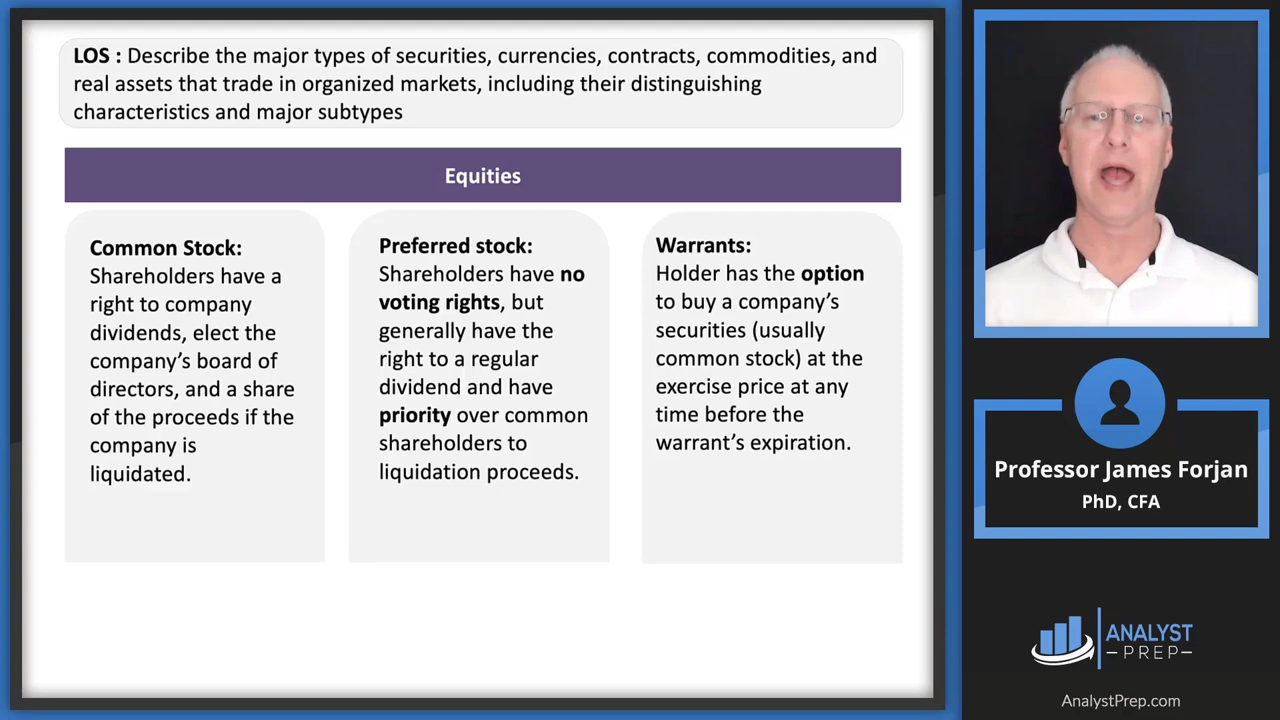 LOS : Describe the major types of securities, currencies, contracts, commodities, and
real assets that trade in organized markets, including their distinguishing
characteristics and major subtypes
Equities
Common Stock:
Shareholders have a
right to company
dividends, elect the
company’s board of
directors, and a share
of the proceeds if the
company is
liquidated.
Preferred stock:
Shareholders have no
voting rights, but
generally have the
right to a regular
dividend and have
priority over common
shareholders to
liquidation proceeds.
Warrants:
Holder has the option
to buy a company’s
securities (usually
common stock) at the
exercise price at any
time before the
warrant’s expiration.
Professor James Forjan
PhD, CFA
ANALYST
PREP
AnalystPrep.com